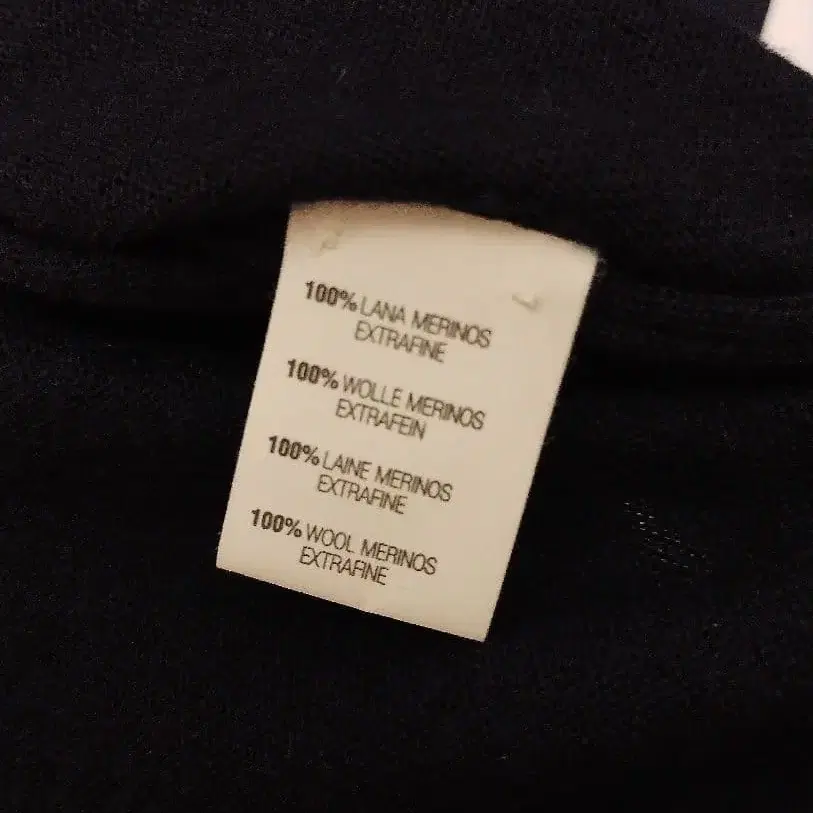 100% LANA MERINOS
EXTRAFINE
100% WOLLE MERINOS
EXTRAFEIN
100% LAINE MERINOS
EXTRAFINE
100% WOOL MERINOS
EXTRAFINE